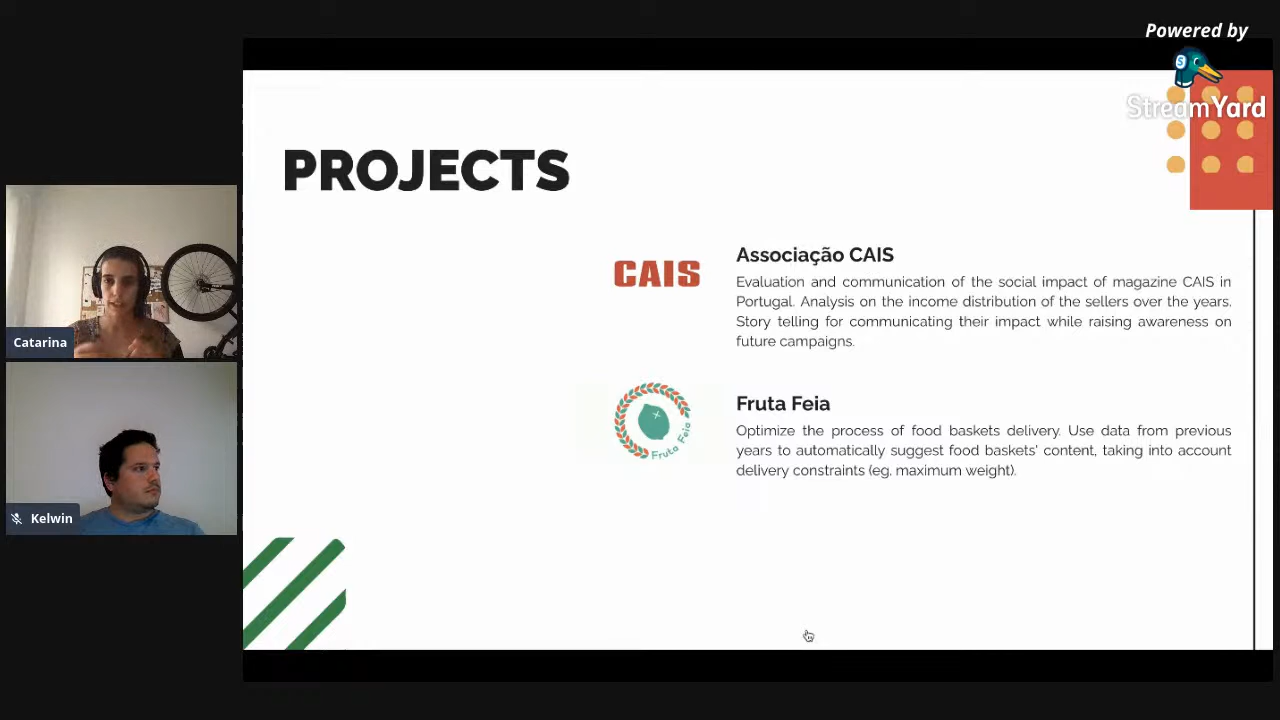 Powered by
StreamYard
PROJECTS
CAIS
Associação CAIS
Evaluation and communication of the social impact of magazine CAIS in
Portugal. Analysis on the income distribution of the sellers over the years.
Story telling for communicating their impact while raising awareness on
future campaigns.
Fruta Feia
Fruta Feia
Optimize the process of food baskets delivery. Use data from previous
years to automatically suggest food baskets' content, taking into account
delivery constraints (eg, maximum weight).
Catarina
Kelwin